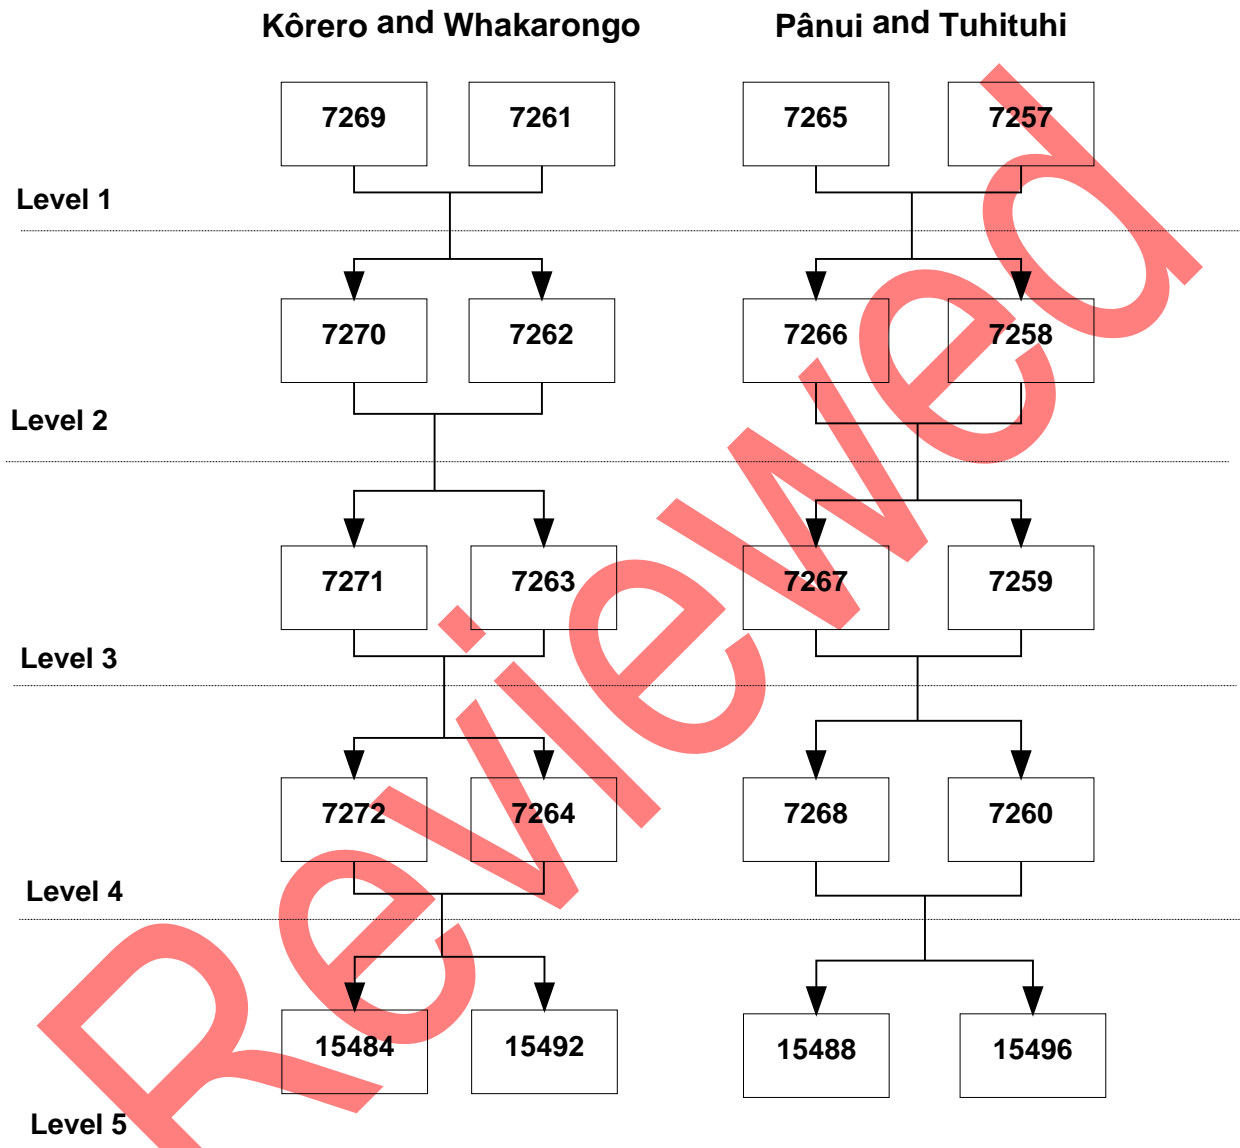 Kôrero and Whakarongo Pânui and Tuhituhi
7269 7261 7265 7257
Level 1
7270 7262 7266 7258
Level 2
7271 7263 7267 7259
Level 3
7272 7264 7268 7260
Level 4
15484 15492 15488 15496
Level 5
Reviewed